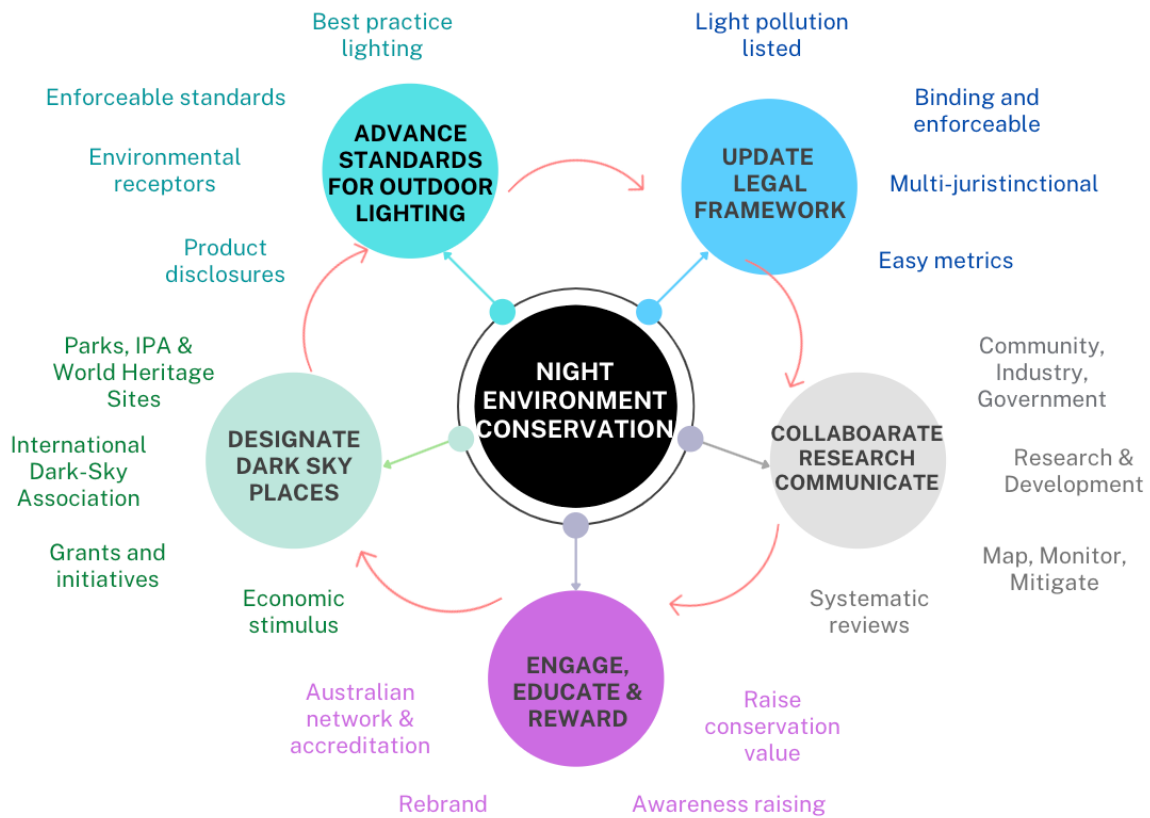 Best practice
lighting
Light pollution
listed
Enforceable standards
Environmental
receptors
Product
disclosures
ADVANCE
STANDARDS
FOR OUTDOOR
LIGHTING
UPDATE
LEGAL
FRAMEWORK
Binding and
enforceable
Multi-juristinctional
Easy metrics
Parks, IPA &
World Heritage
Sites
International
Dark-Sky
Association
Grants and
initiatives
Economic
stimulus
DESIGNATE
DARK SKY
PLACES
NIGHT
ENVIRONMENT
CONSERVATION
COLLABOARATE
RESEARCH
COMMUNICATE
Community,
Industry,
Government
Research &
Development
Map, Monitor,
Mitigate
Systematic
reviews
ENGAGE,
EDUCATE &
REWARD
Australian
network &
accreditation
Rebrand
Raise
conservation
value
Awareness raising